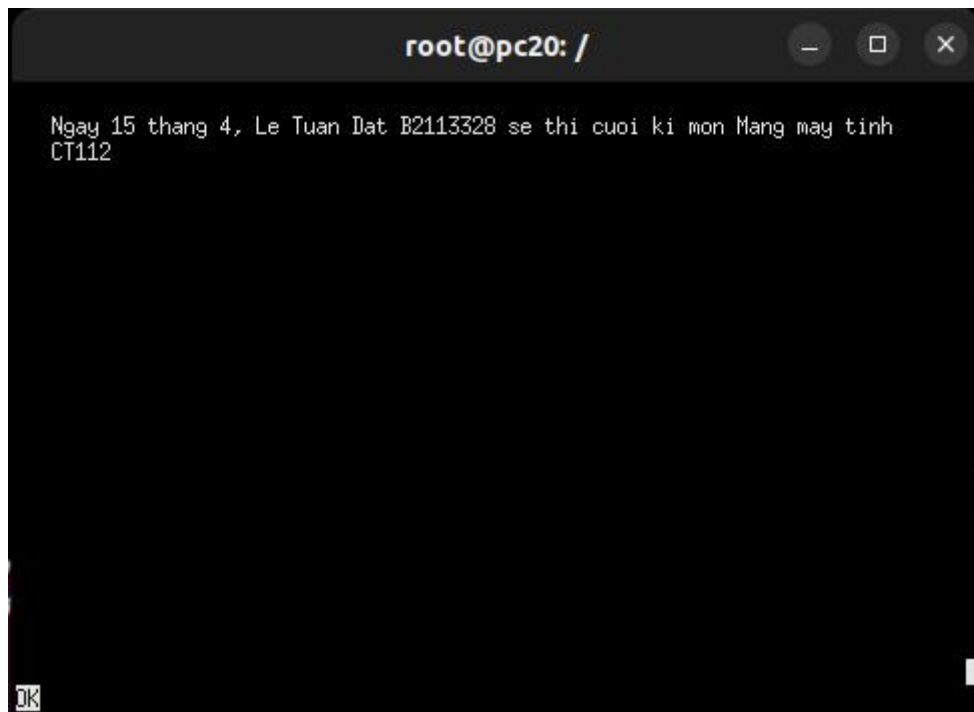 root@pc20: /
Ngay 15 thang 4, Le Tuan Dat B2113328 se thi cuoi ki mon Mang may tinh
CT112
OK